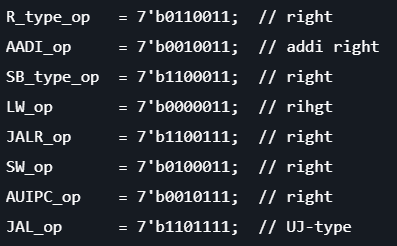 R_type_op   = 7'b0110011;  // right
AADI_op     = 7'b0010011;  // addi right
SB_type_op  = 7'b1100011;  // right
LW_op       = 7'b0000011;  // rihgt
JALR_op     = 7'b1100111;  // right
SW_op       = 7'b0100011;  // right
AUIPC_op    = 7'b0010111;  // right
JAL_op      = 7'b1101111;  // UJ-type